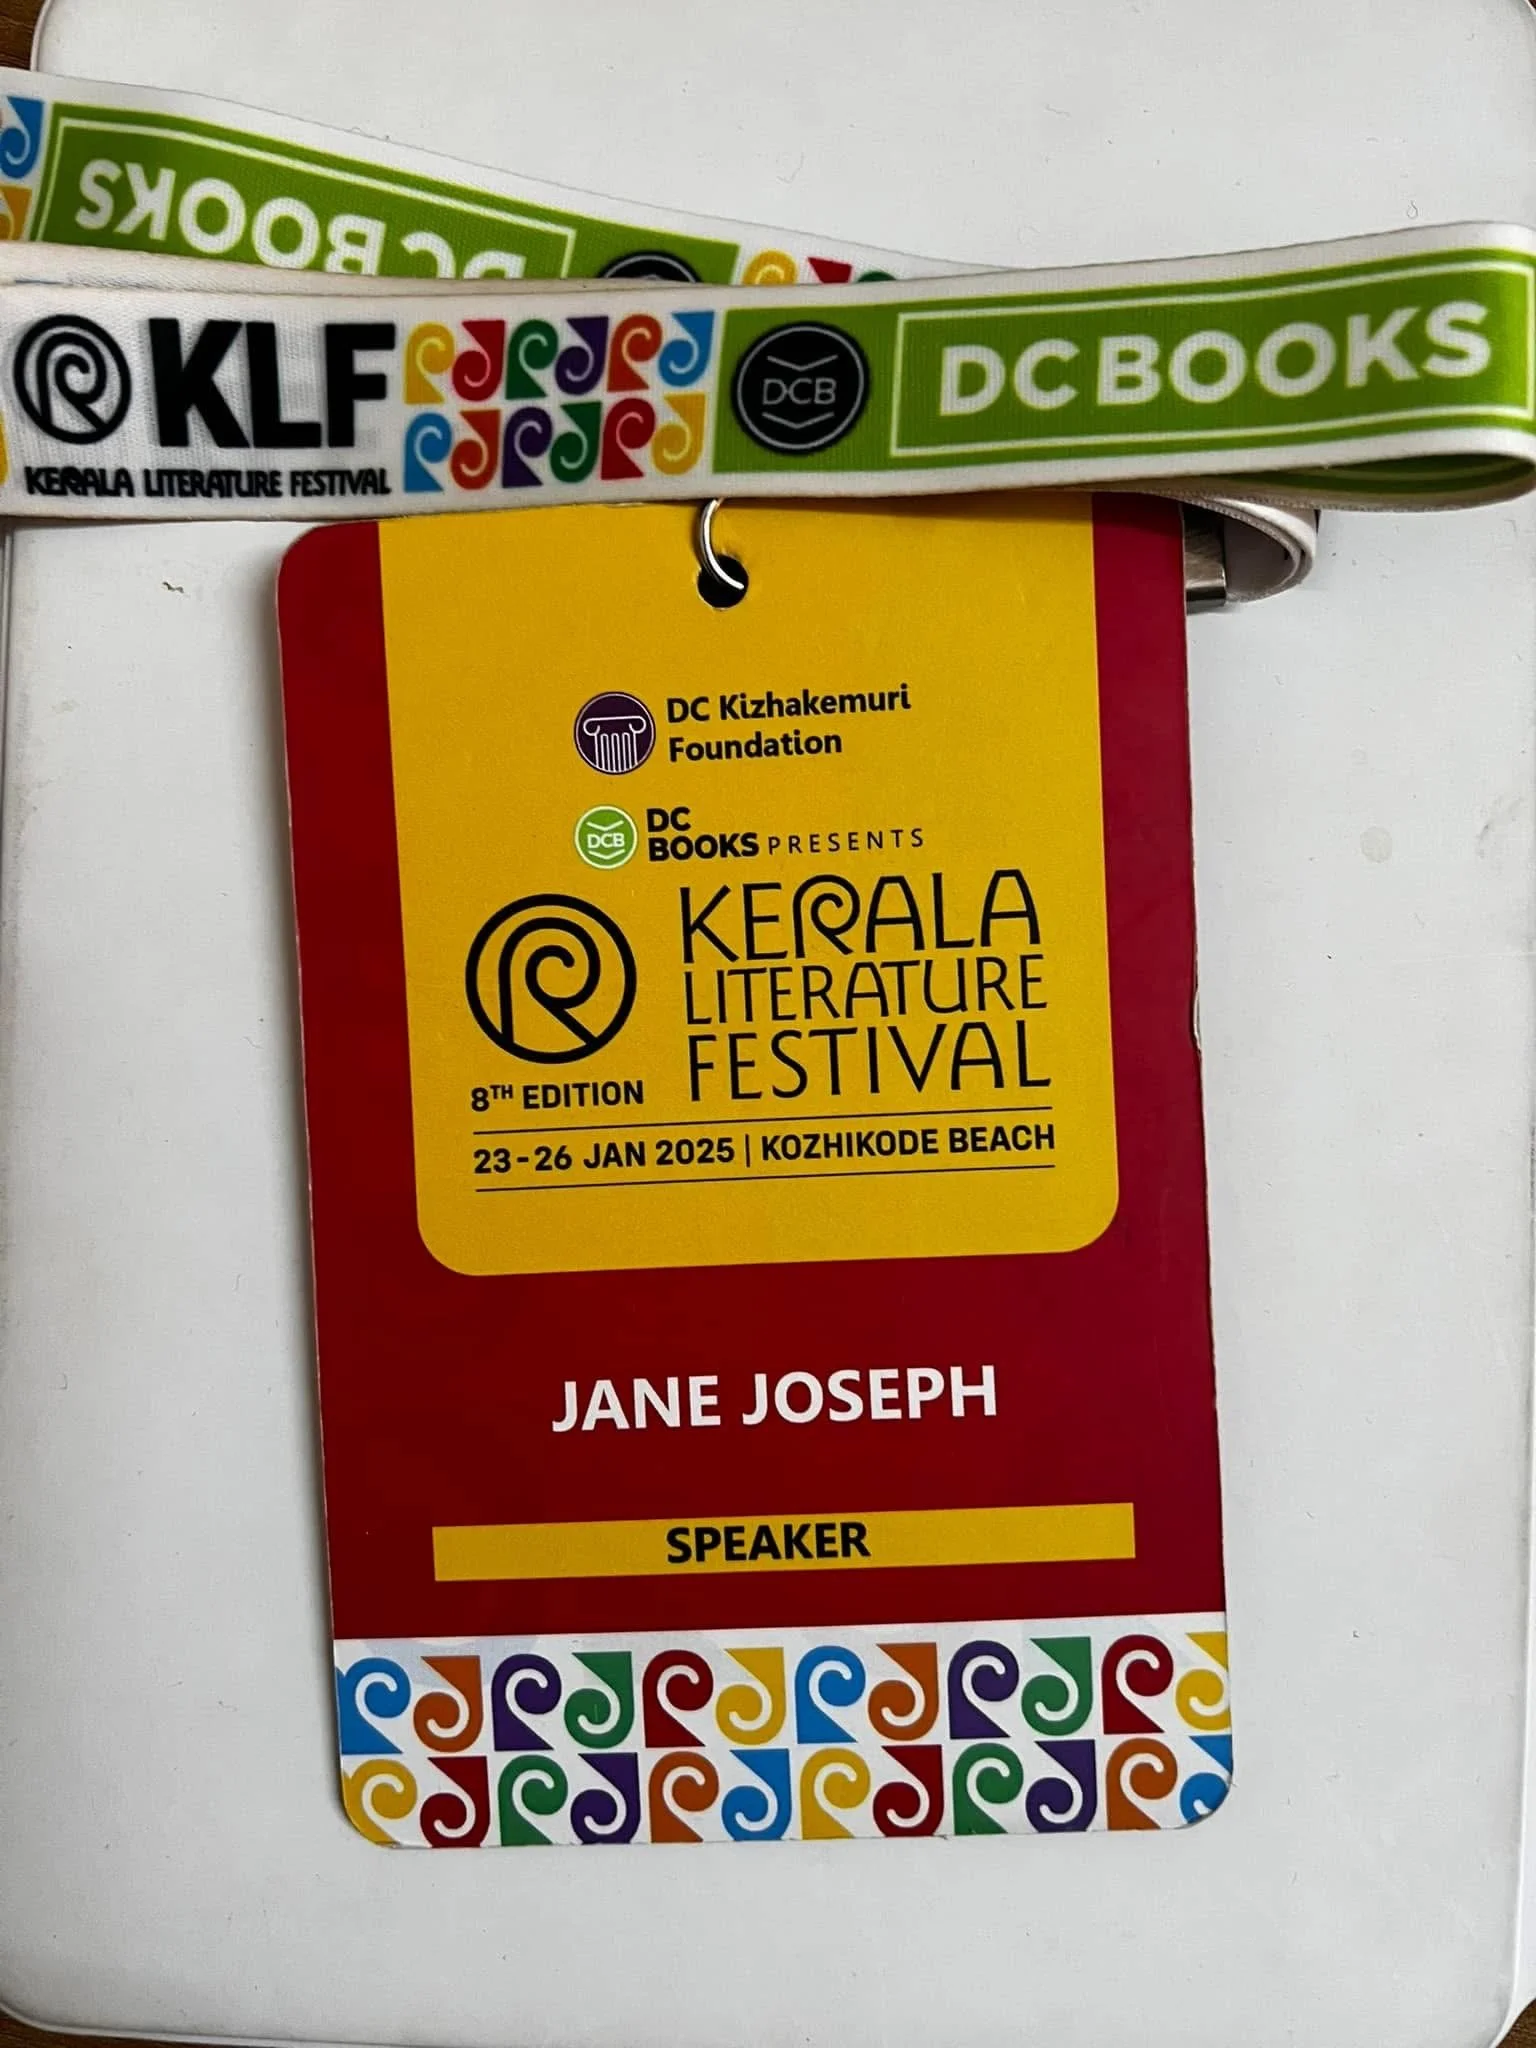 DC BOOKS
KLF
KERALA LITERATURE FESTIVAL
DCB
DC BOOKS
DC Kizhakemuri
Foundation
DCB
DC
BOOKS PRESENTS
KERALA
LITERATURE
FESTIVAL
8TH EDITION
23-26 JAN 2025 | KOZHIKODE BEACH
JANE JOSEPH
SPEAKER